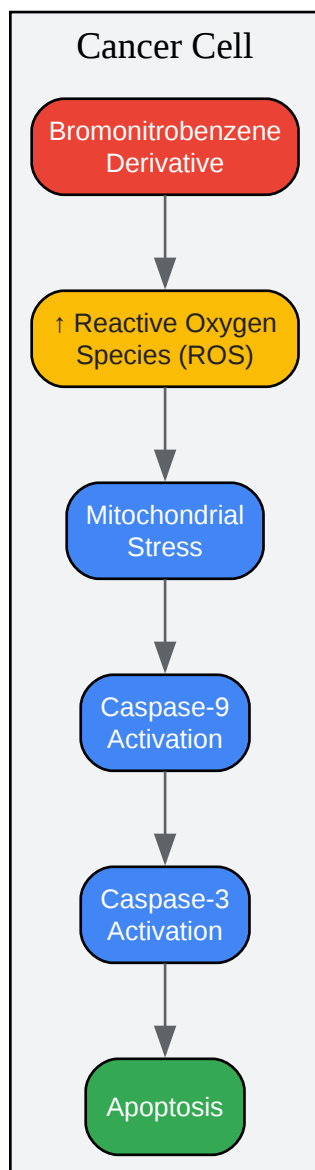 Cancer Cell
Bromonitrobenzene
Derivative
↑ Reactive Oxygen
Species (ROS)
Mitochondrial
Stress
Caspase-9
Activation
Caspase-3
Activation
Apoptosis